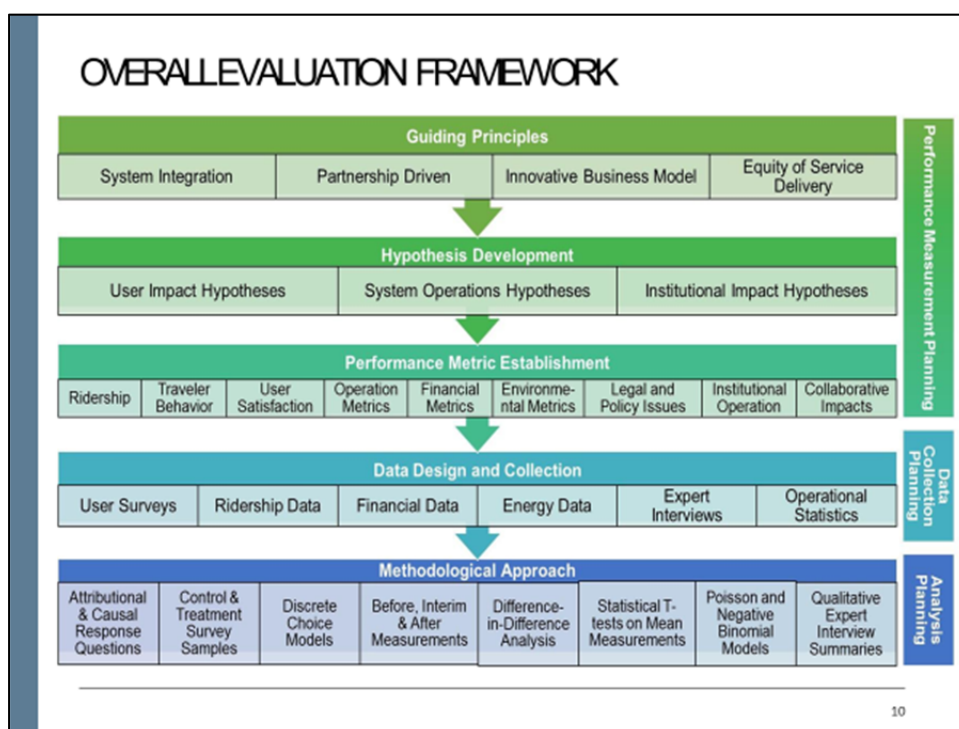 OVERALL EVALUATION FRAMEWORK
Guiding Principles
System Integration
Partnership Driven
Innovative Business Model
Equity of Service
Delivery
Hypothesis Development
User Impact Hypotheses
System Operations Hypotheses
Institutional Impact Hypotheses
Performance Metric Establishment
Ridership
Traveler
Behavior
User
Satisfaction
Operation
Metrics
Financial
Metrics
Environme-
ntal Metrics
Legal and
Policy Issues
Institutional
Operation
Collaborative
Impacts
Performance Measurement Planning
Data Design and Collection
User Surveys
Ridership Data
Financial Data
Energy Data
Expert
Interviews
Operational
Statistics
Data
Collection
Planning
Methodological Approach
Attributional
& Causal
Response
Questions
Control &
Treatment
Survey
Samples
Discrete
Choice
Models
Before, Interim
& After
Measurements
Difference-
in-Difference
Analysis
Statistical T-
tests on Mean
Measurements
Poisson and
Negative
Binomial
Models
Qualitative
Expert
Interview
Summaries
Analysis
Planning
10